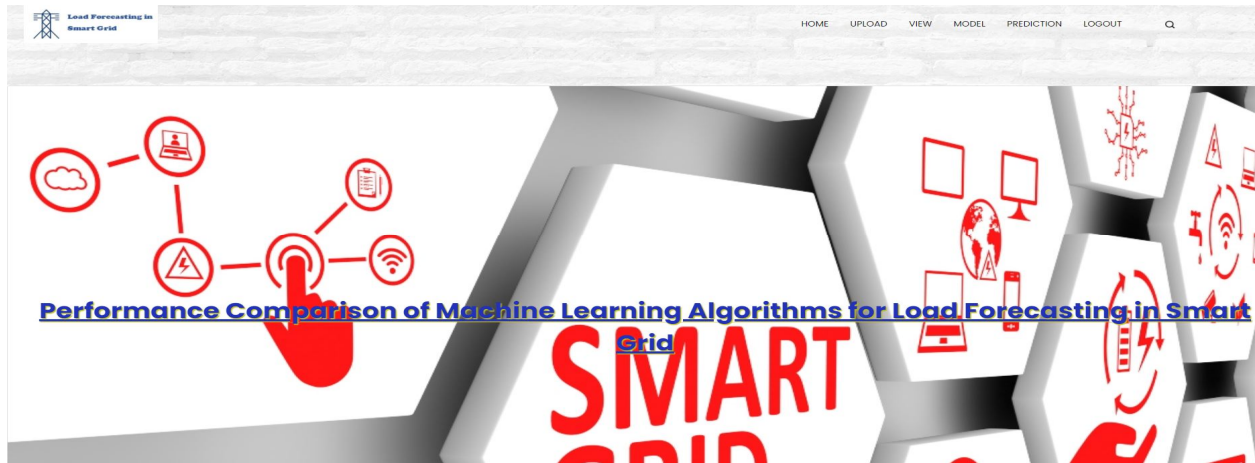 Load Forecasting in
Smart Grid
HOME UPLOAD VIEW MODEL PREDICTION LOGOUT
Performance Comparison of Machine Learning Algorithms for Load Forecasting in Smart
Grid
SMART
GRID